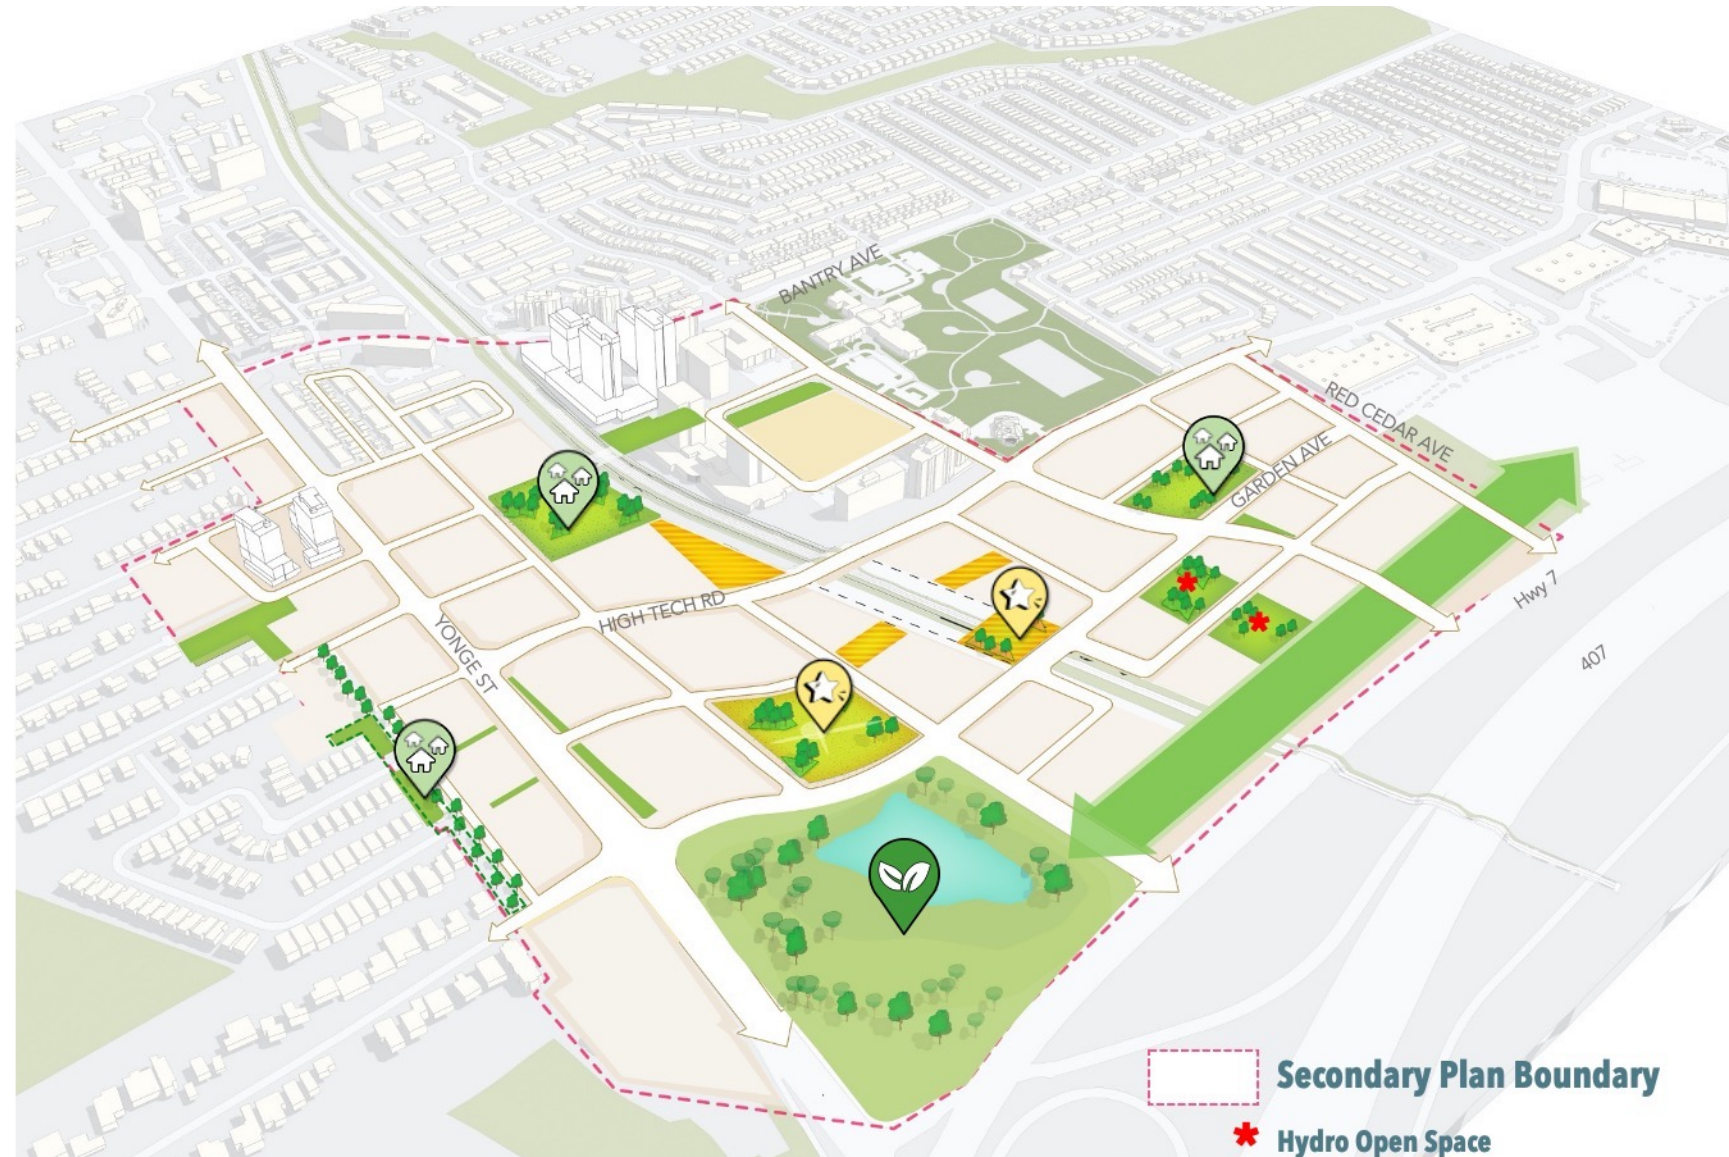 BANTRY AVE
RED CEDAR AVE
GARDEN AVE
HIGH TECH RD
YONGE ST
Hwy 7
407
Secondary Plan Boundary
* Hydro Open Space